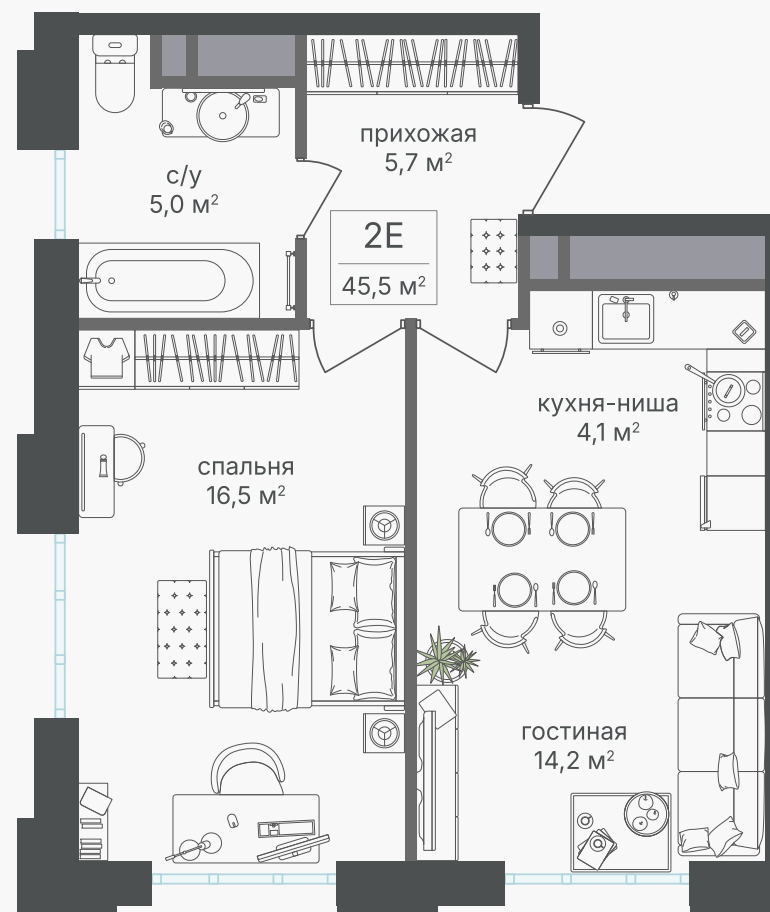 прихожая
5,7 м²
с/у
5,0 м²
2Е
45,5 м²
кухня-ниша
4,1 м²
спальня
16,5 м²
гостиная
14,2 м²